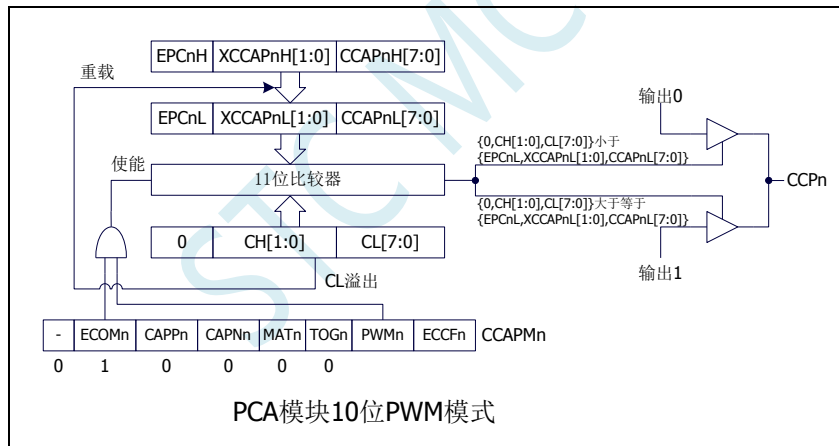 EPCnH XCCAPnH[1:0] CCAPnH[7:0]
重载
EPCnL XCCAPnL[1:0] CCAPnL[7:0]
使能
11位比较器
0 CH[1:0] CL[7:0]
CL溢出
输出0
{0,CH[1:0],CL[7:0]}小于
{EPCnL,XCCAPnL[1:0],CCAPnL[7:0]}
CCPn
{0,CH[1:0],CL[7:0]}大于等于
{EPCnL,XCCAPnL[1:0],CCAPnL[7:0]}
输出1
- ECOMn CAPPn CAPNn MATn TOGn PWMn ECCFn CCAPMn
0 1 0 0 0 0
PCA模块10位PWM模式
STC MC